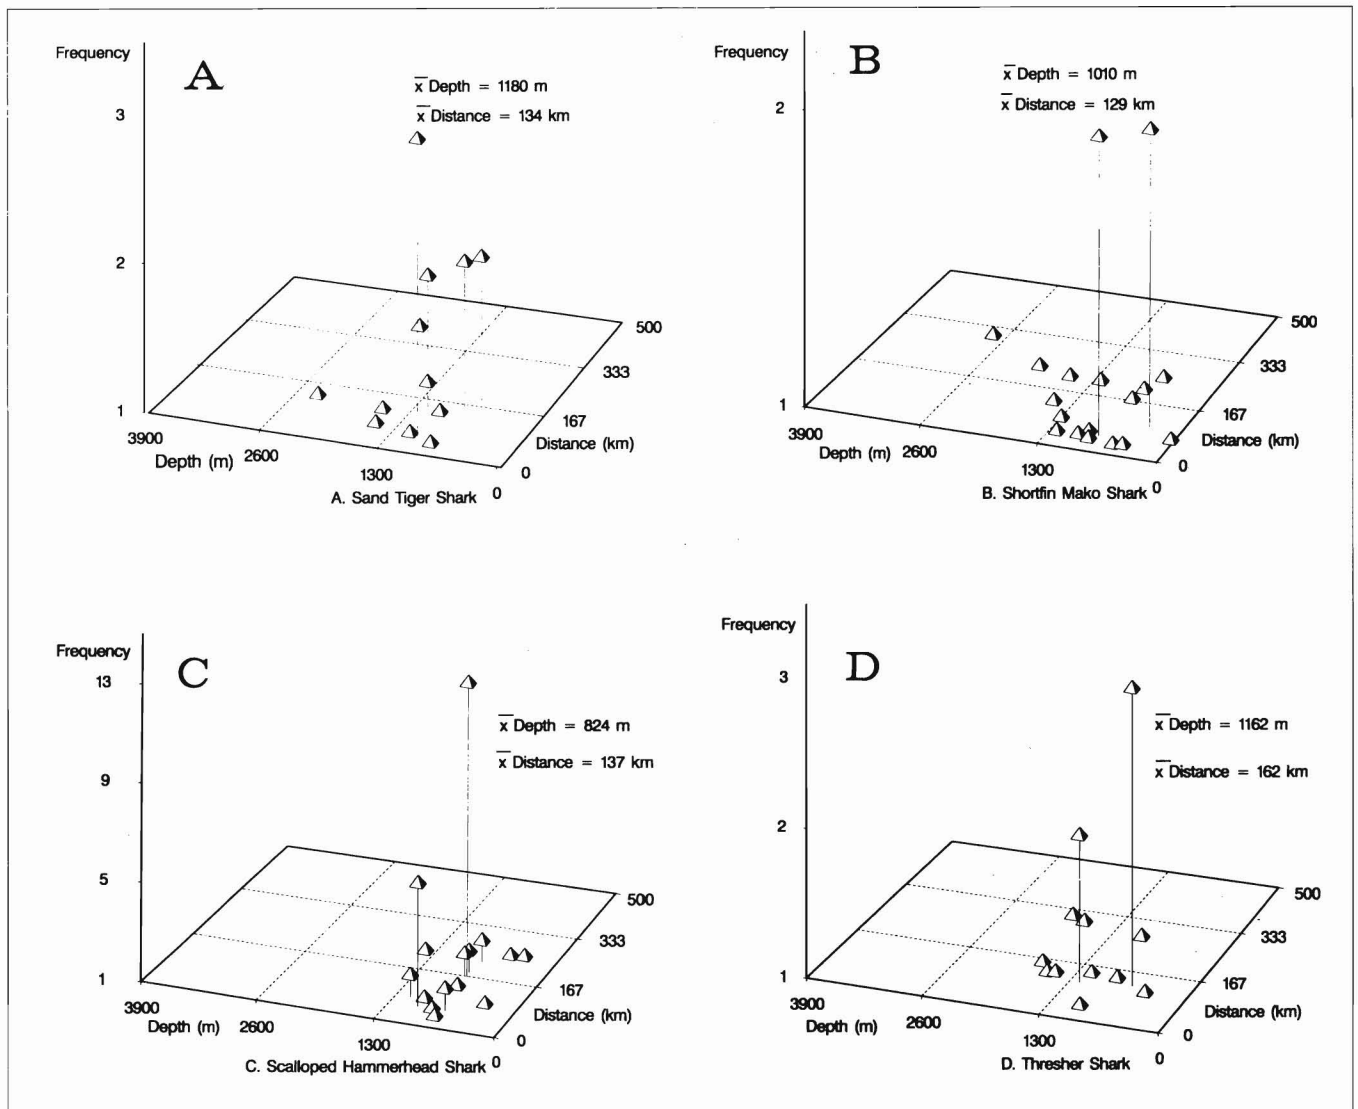 Frequency
A
x Depth = 1180 m
x Distance = 134 km
3
2
1
3900
2600
1300
0
Depth (m)
0
167
333
500
Distance (km)
A. Sand Tiger Shark
Frequency
B
x Depth = 1010 m
x Distance = 129 km
2
1
3900
2600
1300
0
Depth (m)
0
167
333
500
Distance (km)
B. Shortfin Mako Shark
Frequency
C
x Depth = 824 m
x Distance = 137 km
13
9
5
1
3900
2600
1300
0
Depth (m)
0
167
333
500
Distance (km)
C. Scalloped Hammerhead Shark
Frequency
D
x Depth = 1162 m
x Distance = 162 km
3
2
1
3900
2600
1300
0
Depth (m)
0
167
333
500
Distance (km)
D. Thresher Shark